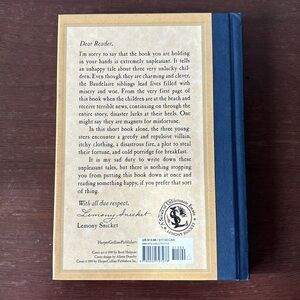 Dear Reader,
I'm sorry to say that the book you are holding
in your hands is extremely unpleasant. It tells
an unhappy tale about three very unlucky chil-
dren. Even though they are charming and clever,
the Baudelaire siblings lead lives filled with
misery and woe. From the very first page of
this book when the children are at the beach and
receive terrible news, continuing on through the
entire story, disaster lurks at their heels. One
might say they are magnets for misfortune.
In this short book alone, the three young-
sters encounter a greedy and repulsive villain,
itchy clothing, a disastrous fire, a plot to steal
their fortune, and cold porridge for breakfast.
It is my sad duty to write down these
unpleasant tales, but there is nothing stopping
you from putting this book down at once and
reading something happy, if you prefer that sort
of thing.
With all due respect,
Lemony Snicket
Lemony Snicket
HarperCollinsPublishers